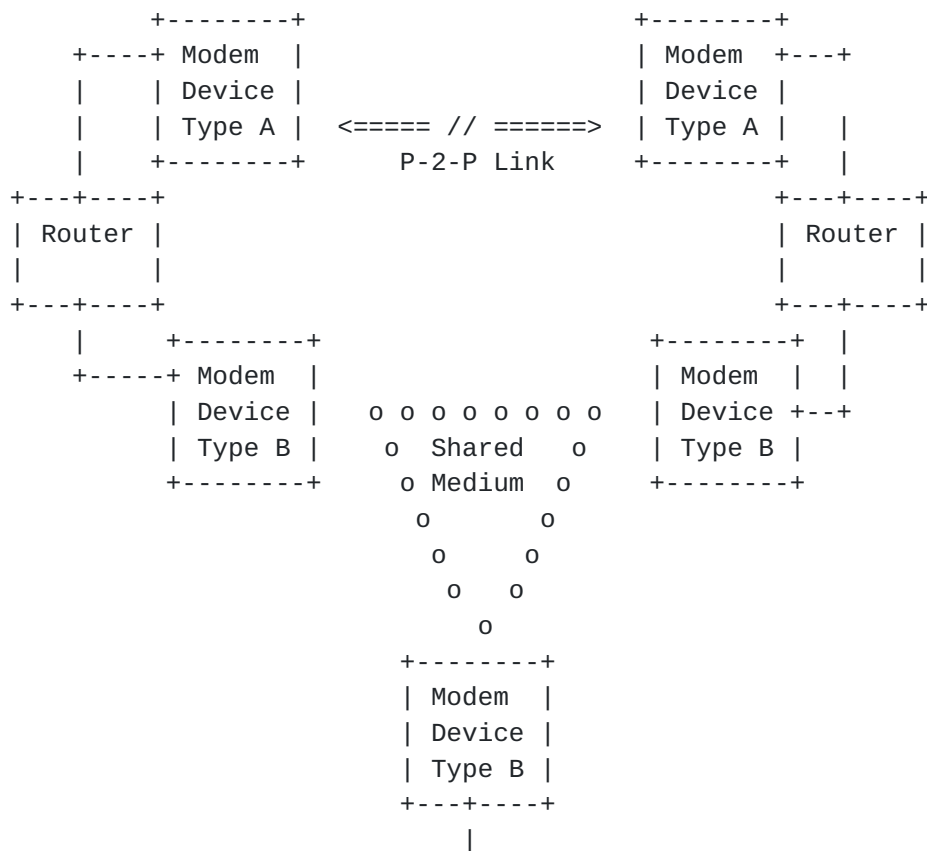 +--------+                     +--------+
    +----+ Modem  |                     | Modem  +---+
    |    | Device |                     | Device |
    |    | Type A |  <===== // ======>  | Type A |   |
    |    +--------+      P-2-P Link     +--------+   |
+---+----+                                       +---+----+
| Router |                                       | Router |
|        |                                       |        |
+---+----+                                       +---+----+
    |     +--------+                     +--------+  |
    +-----+ Modem  |                     | Modem  |  |
          | Device |   o o o o o o o o   | Device +--+
          | Type B |    o  Shared   o    | Type B |
          +--------+     o Medium  o     +--------+
                          o       o
                           o     o
                            o   o
                              o
                         +--------+
                         | Modem  |
                         | Device |
                         | Type B |
                         +---+----+
                             |